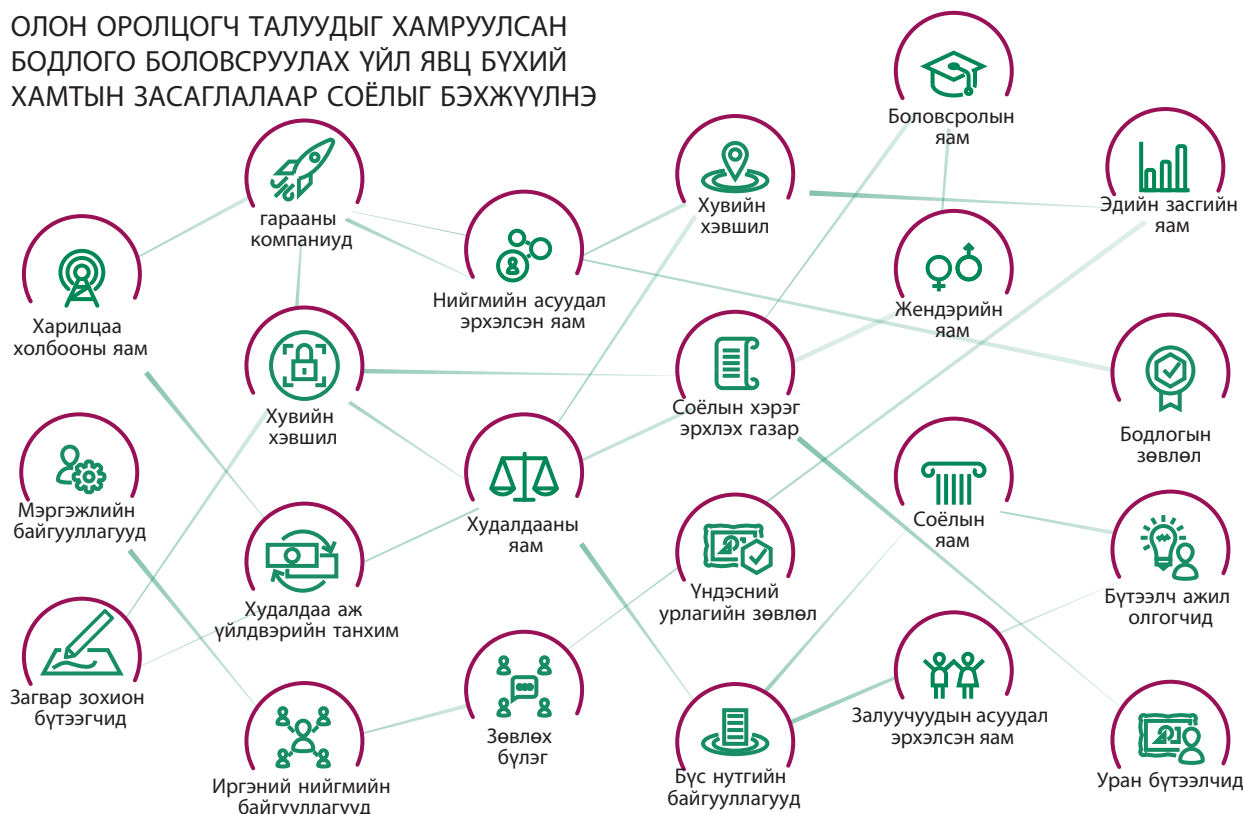 ОЛОН ОРОЛЦОГЧ ТАЛУУДЫГ ХАМРУУЛСАН
БОДЛОГО БОЛОВСРУУЛАХ ҮЙЛ ЯВЦ БҮХИЙ
ХАМТЫН ЗАСАГЛАЛААР СОЁЛЫГ БЭХЖҮҮЛНЭ
Боловсролын
яам
гарааны
компаниуд
Хувийн
хэвшил
Эдийн засгийн
яам
Харилцаа
холбооны яам
Нийгмийн асуудал
эрхэлсэн яам
Жендэрийн
яам
Хувийн
хэвшил
Соёлын хэрэг
эрхлэх газар
Бодлогын
зөвлөл
Мэргэжлийн
байгууллагууд
Худалдааны
яам
Соёлын
яам
Худалдаа аж
үйлдвэрийн танхим
Үндэсний
урлагийн зөвлөл
Бүтээлч ажил
олгогчид
Загвар зохион
бүтээгчид
Зөвлөх
бүлэг
Залуучуудын асуудал
эрхэлсэн яам
Иргэний нийгмийн
байгууллагууд
Бүс нутгийн
байгууллагууд
Уран бүтээлчид